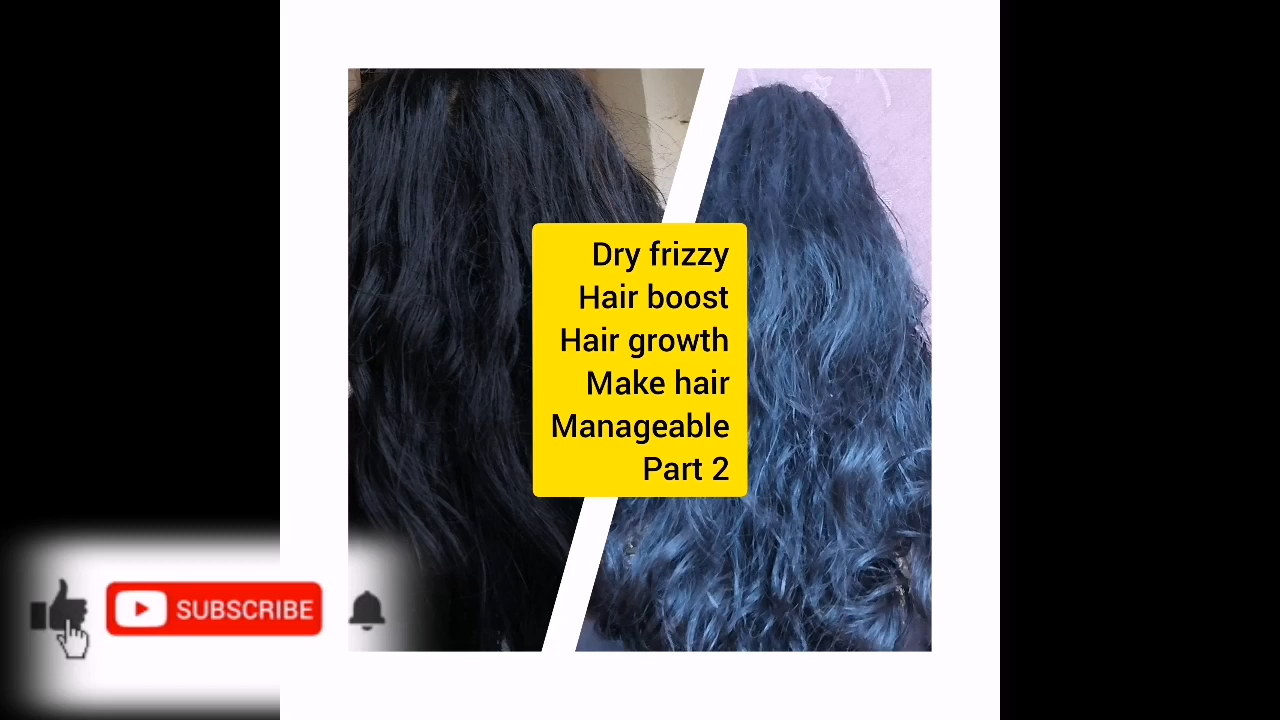 Dry frizzy
Hair boost
Hair growth
Make hair
Manageable
Part 2
SUBSCRIBE